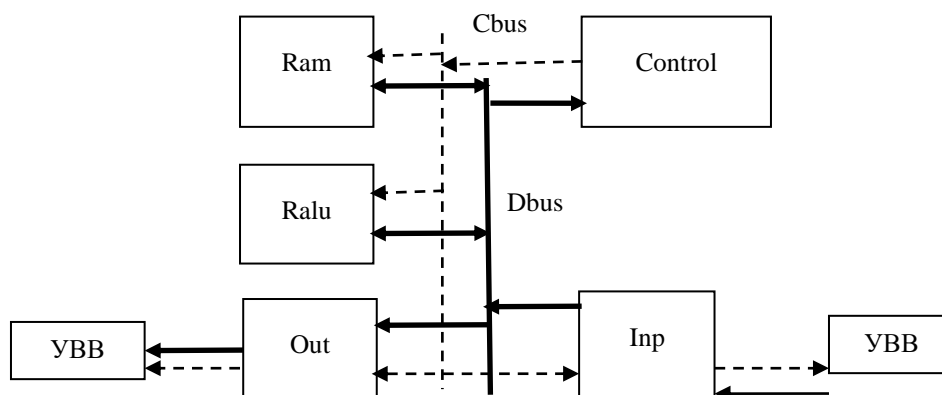 Cbus
Ram
Control
Ralu
Dbus
УВВ
Out
Inp
УВВ